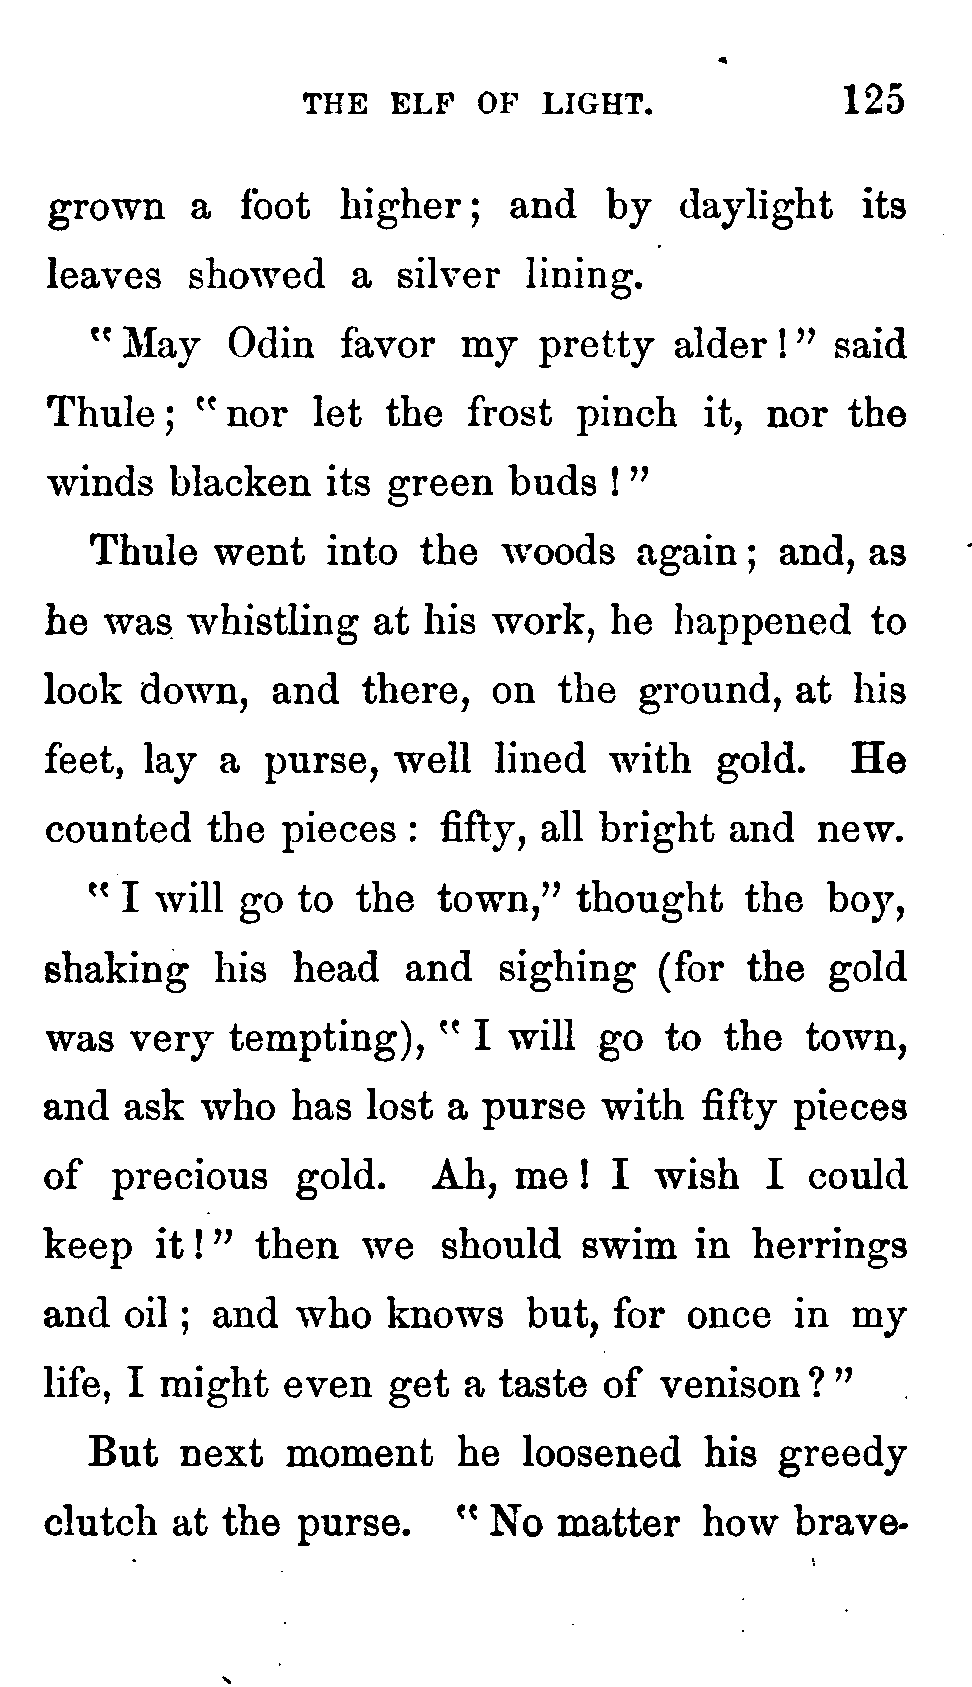 THE ELF OF LIGHT. 125
grown a foot higher; and by daylight its
leaves showed a silver lining.
"May Odin favor my pretty alder!" said
Thule; "nor let the frost pinch it, nor the
winds blacken its green buds!"
Thule went into the woods again; and, as
he was whistling at his work, he happened to
look down, and there, on the ground, at his
feet, lay a purse, well lined with gold. He
counted the pieces: fifty, all bright and new.
"I will go to the town," thought the boy,
shaking his head and sighing (for the gold
was very tempting), "I will go to the town,
and ask who has lost a purse with fifty pieces
of precious gold. Ah, me! I wish I could
keep it!" then we should swim in herrings
and oil; and who knows but, for once in my
life, I might even get a taste of venison?"
But next moment he loosened his greedy
clutch at the purse. "No matter how brave-